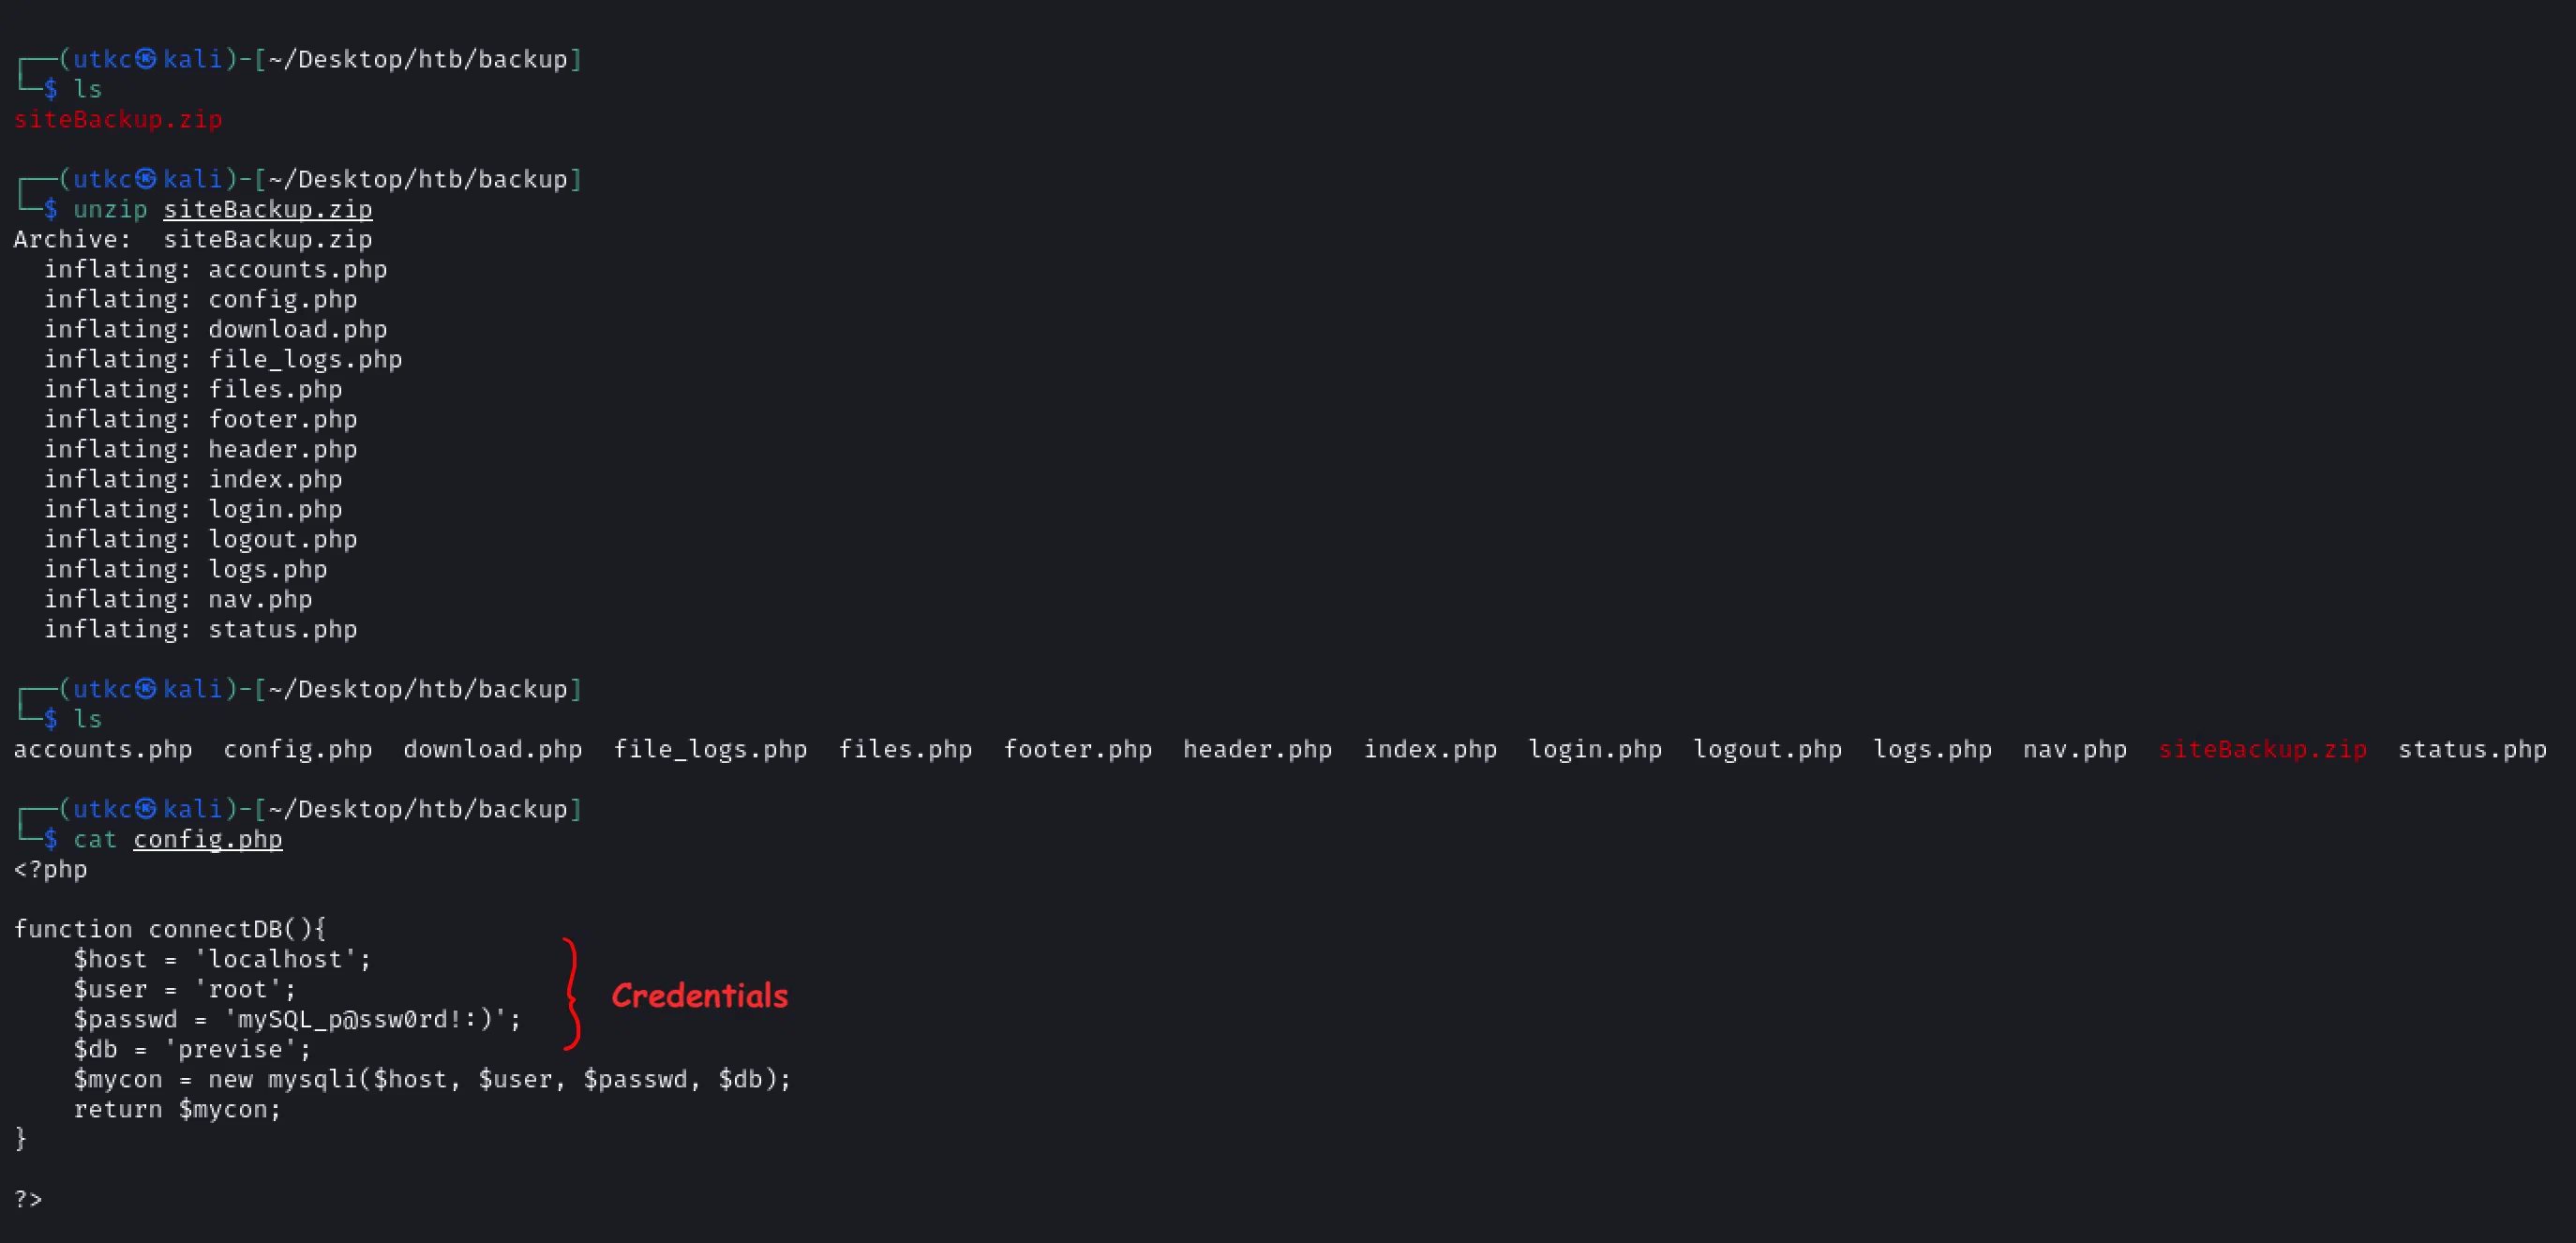 ┌──(utkc㉿kali)-[~/Desktop/htb/backup]
└─$ ls
siteBackup.zip
┌──(utkc㉿kali)-[~/Desktop/htb/backup]
└─$ unzip siteBackup.zip
Archive:  siteBackup.zip
  inflating: accounts.php
  inflating: config.php
  inflating: download.php
  inflating: file_logs.php
  inflating: files.php
  inflating: footer.php
  inflating: header.php
  inflating: index.php
  inflating: login.php
  inflating: logout.php
  inflating: logs.php
  inflating: nav.php
  inflating: status.php
┌──(utkc㉿kali)-[~/Desktop/htb/backup]
└─$ ls
accounts.php  config.php  download.php  file_logs.php  files.php  footer.php  header.php  index.php  login.php  logout.php  logs.php  nav.php  siteBackup.zip  status.php
┌──(utkc㉿kali)-[~/Desktop/htb/backup]
└─$ cat config.php
<?php
function connectDB(){
    $host = 'localhost';
    $user = 'root';
Credentials
    $passwd = 'mySQL_p@ssw0rd!:)';
    $db = 'previse';
    $mycon = new mysqli($host, $user, $passwd, $db);
    return $mycon;
}
?>